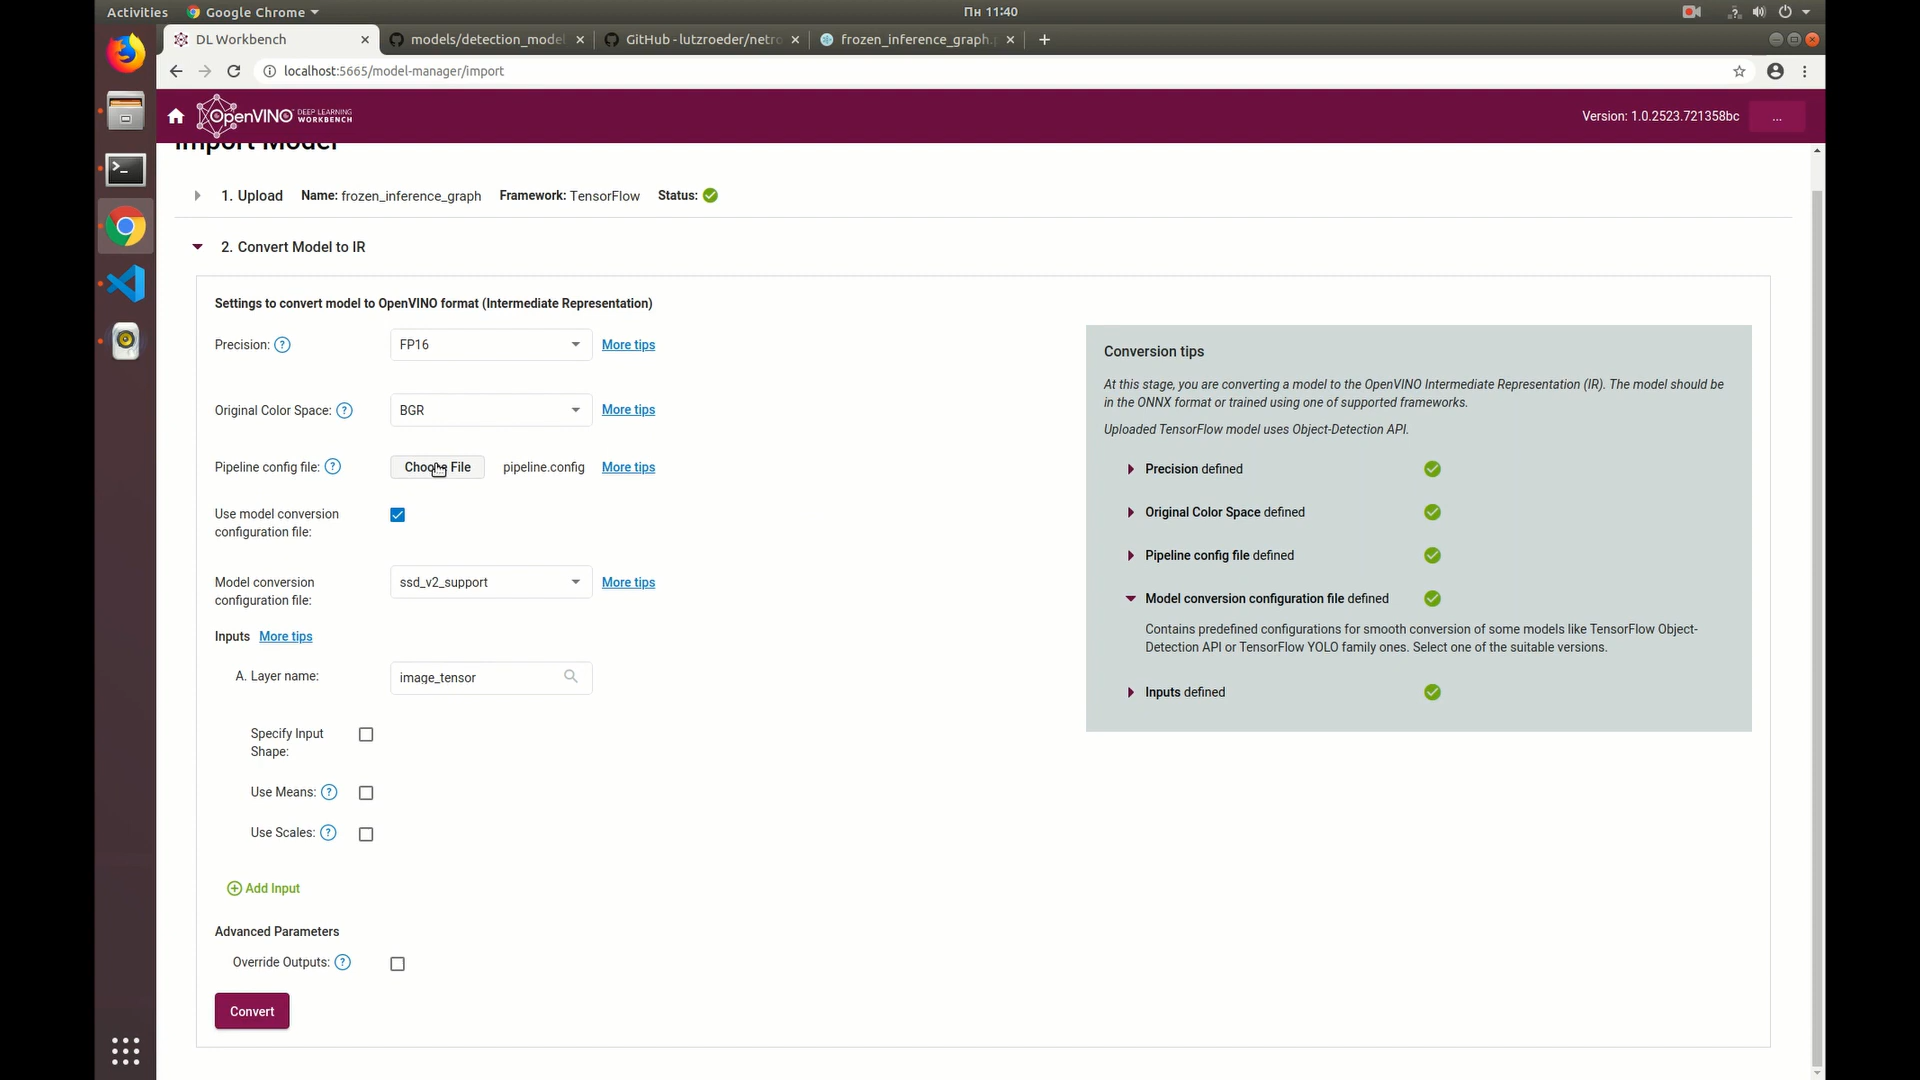 Activities
Google Chrome
Пн 11:40
DL Workbench
models/detection_model
GitHub - lutzroeder/netro
frozen_inference_graph.
localhost:5665/model-manager/import
OpenVINO DEEP LEARNING WORKBENCH
Version: 1.0.2523.721358bc
...
Import Model
1. Upload Name: frozen_inference_graph Framework: TensorFlow Status:
2. Convert Model to IR
Settings to convert model to OpenVINO format (Intermediate Representation)
Precision: ? FP16 More tips
Original Color Space: ? BGR More tips
Pipeline config file: ? Choose File pipeline.config More tips
Use model conversion
configuration file:
Model conversion
configuration file:
ssd_v2_support More tips
Inputs More tips
A. Layer name: image_tensor
Specify Input
Shape:
Use Means: ?
Use Scales: ?
Add Input
Advanced Parameters
Override Outputs: ?
Convert
Conversion tips
At this stage, you are converting a model to the OpenVINO Intermediate Representation (IR). The model should be
in the ONNX format or trained using one of supported frameworks.
Uploaded TensorFlow model uses Object-Detection API.
Precision defined
Original Color Space defined
Pipeline config file defined
Model conversion configuration file defined
Contains predefined configurations for smooth conversion of some models like TensorFlow Object-
Detection API or TensorFlow YOLO family ones. Select one of the suitable versions.
Inputs defined